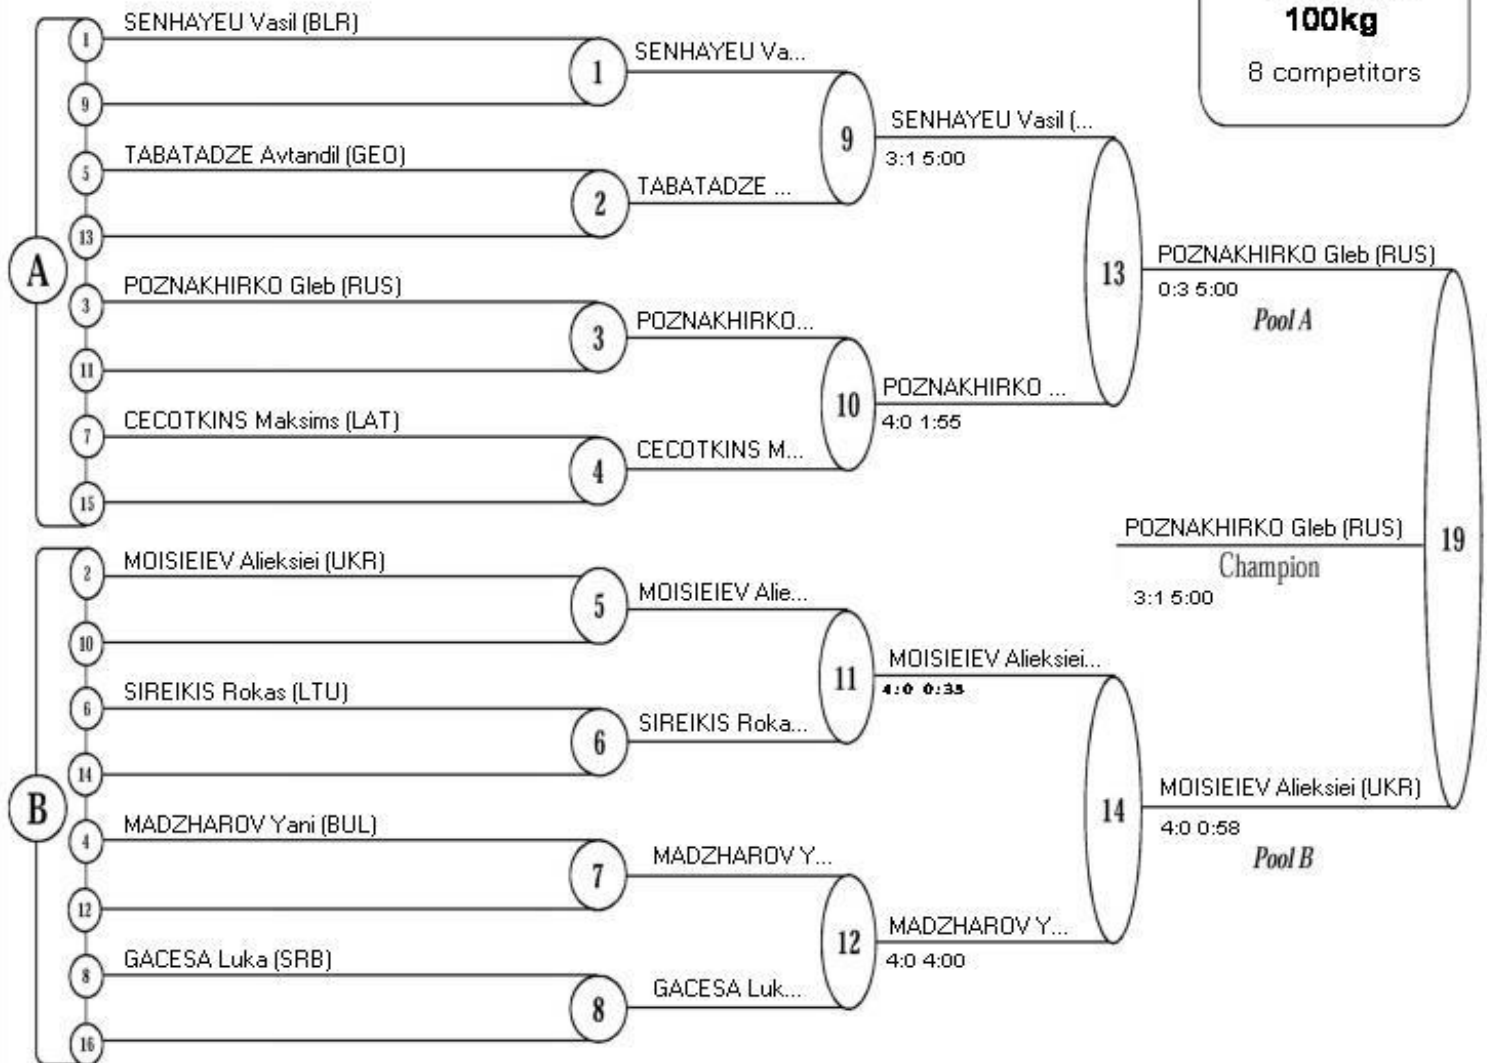 100kg
8 competitors
A
1
SENHAYEU Vasil (BLR)
9
1
SENHAYEU Va...
5
TABATADZE Avtandil (GEO)
13
2
TABATADZE ...
9
SENHAYEU Vasil (...
3:1 5:00
3
POZNAKHIRKO Gleb (RUS)
11
3
POZNAKHIRKO...
7
CECOTKINS Maksims (LAT)
15
4
CECOTKINS M...
10
POZNAKHIRKO ...
4:0 1:55
13
POZNAKHIRKO Gleb (RUS)
0:3 5:00
Pool A
B
2
MOISIEIEV Alieksiei (UKR)
10
5
MOISIEIEV Alie...
6
SIREIKIS Rokas (LTU)
14
6
SIREIKIS Roka...
11
MOISIEIEV Alieksiei...
4:0 0:35
4
MADZHAROV Yani (BUL)
12
7
MADZHAROV Y...
8
GACESA Luka (SRB)
16
8
GACESA Luk...
12
MADZHAROV Y...
4:0 4:00
14
MOISIEIEV Alieksiei (UKR)
4:0 0:58
Pool B
19
POZNAKHIRKO Gleb (RUS)
Champion
3:1 5:00